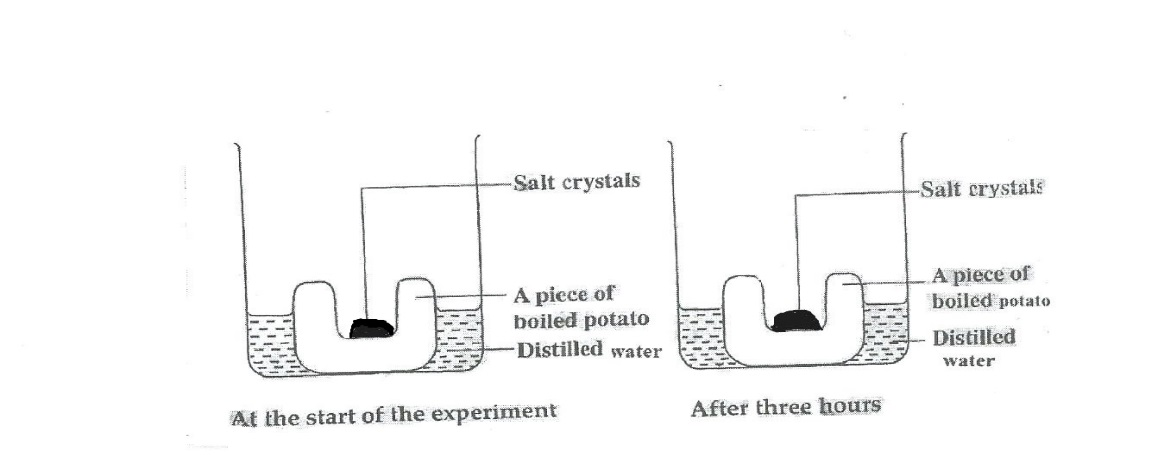 Salt crystals
A piece of
boiled potato
Distilled water
At the start of the experiment
Salt crystals
A piece of
boiled potato
Distilled
water
After three hours